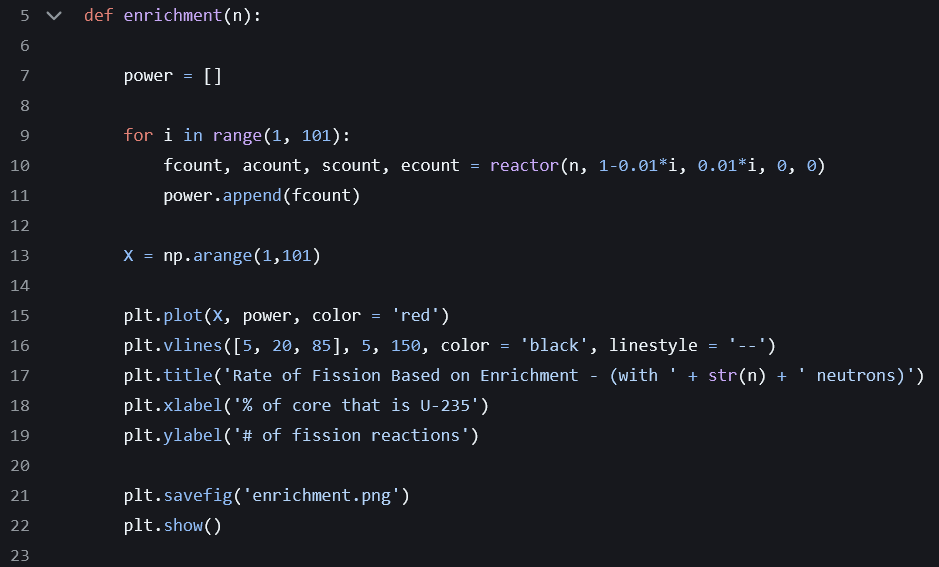 5 def enrichment(n):
6
7 power = []
8
9 for i in range(1, 101):
10 fcount, acount, scount, ecount = reactor(n, 1-0.01*i, 0.01*i, 0, 0)
11 power.append(fcount)
12
13 X = np.arange(1,101)
14
15 plt.plot(X, power, color = 'red')
16 plt.vlines([5, 20, 85], 5, 150, color = 'black', linestyle = '--')
17 plt.title('Rate of Fission Based on Enrichment - (with ' + str(n) + ' neutrons)')
18 plt.xlabel('% of core that is U-235')
19 plt.ylabel('# of fission reactions')
20
21 plt.savefig('enrichment.png')
22 plt.show()
23